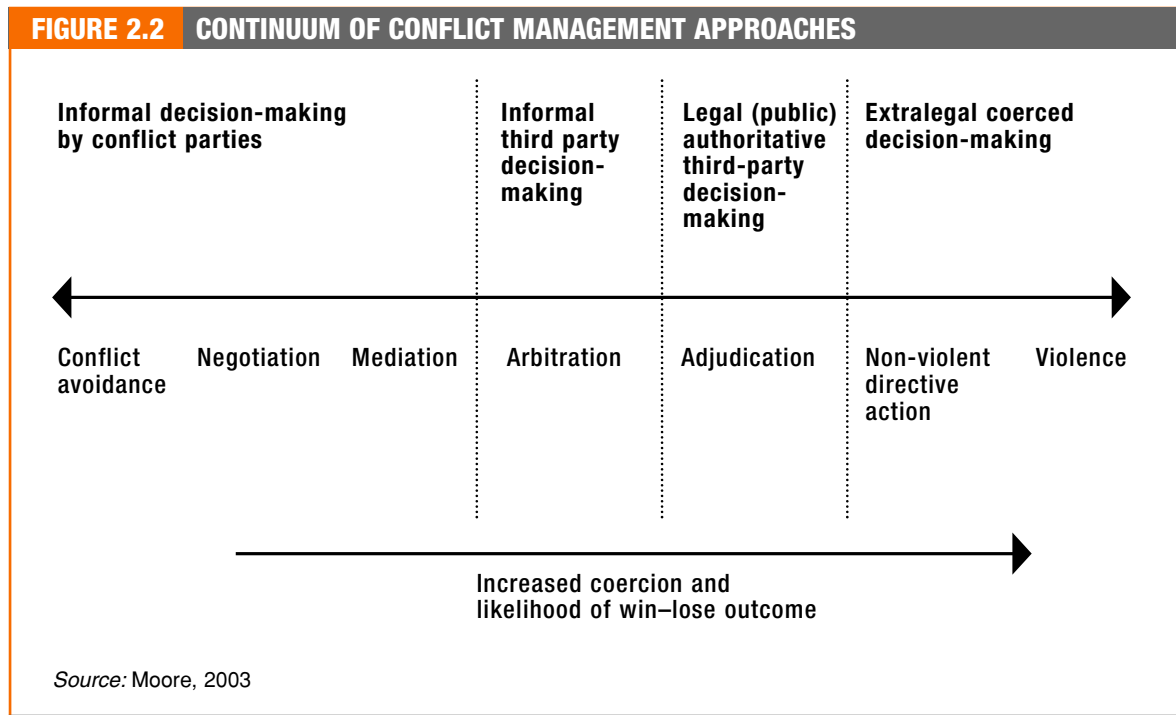 FIGURE 2.2 CONTINUUM OF CONFLICT MANAGEMENT APPROACHES
Informal decision-making
by conflict parties
Informal
third party
decision-
making
Legal (public)
authoritative
third-party
decision-
making
Extralegal coerced
decision-making
Conflict
avoidance
Negotiation
Mediation
Arbitration
Adjudication
Non-violent
directive
action
Violence
Increased coercion and
likelihood of win–lose outcome
Source: Moore, 2003